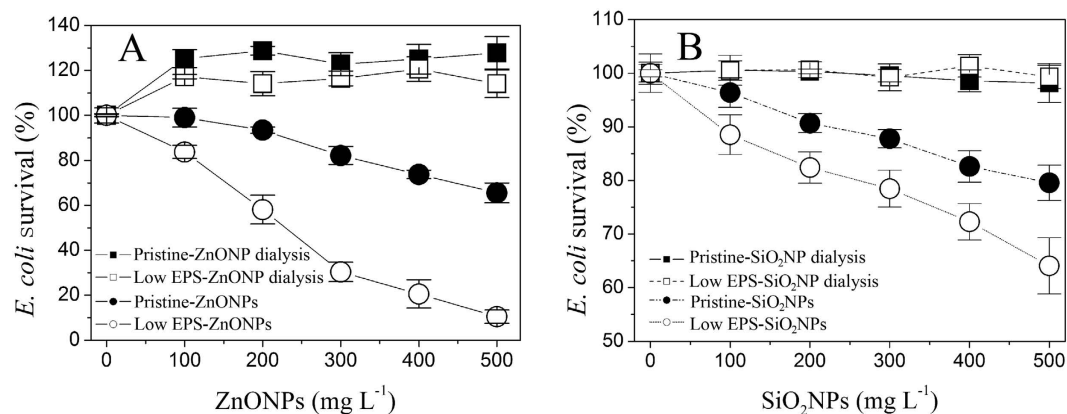 A
E. coli survival (%)
140
120
100
80
60
40
20
0
Pristine-ZnONP dialysis
Low EPS-ZnONP dialysis
Pristine-ZnONPs
Low EPS-ZnONPs
0 100 200 300 400 500
ZnONPs (mg L⁻¹)
B
E. coli survival (%)
110
100
90
80
70
60
50
Pristine-SiO₂NP dialysis
Low EPS-SiO₂NP dialysis
Pristine-SiO₂NPs
Low EPS-SiO₂NPs
0 100 200 300 400 500
SiO₂NPs (mg L⁻¹)